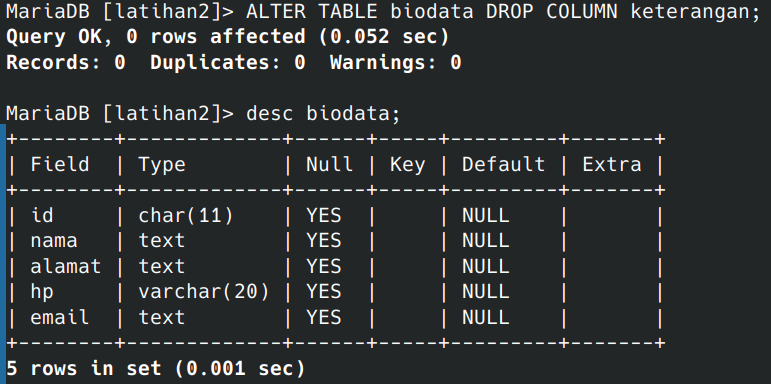 MariaDB [latihan2]> ALTER TABLE biodata DROP COLUMN keterangan;
Query OK, 0 rows affected (0.052 sec)
Records: 0  Duplicates: 0  Warnings: 0

MariaDB [latihan2]> desc biodata;
+--------+-------------+------+-----+---------+-------+
| Field  | Type        | Null | Key | Default | Extra |
+--------+-------------+------+-----+---------+-------+
| id     | char(11)    | YES  |     | NULL    |       |
| nama   | text        | YES  |     | NULL    |       |
| alamat | text        | YES  |     | NULL    |       |
| hp     | varchar(20) | YES  |     | NULL    |       |
| email  | text        | YES  |     | NULL    |       |
+--------+-------------+------+-----+---------+-------+
5 rows in set (0.001 sec)